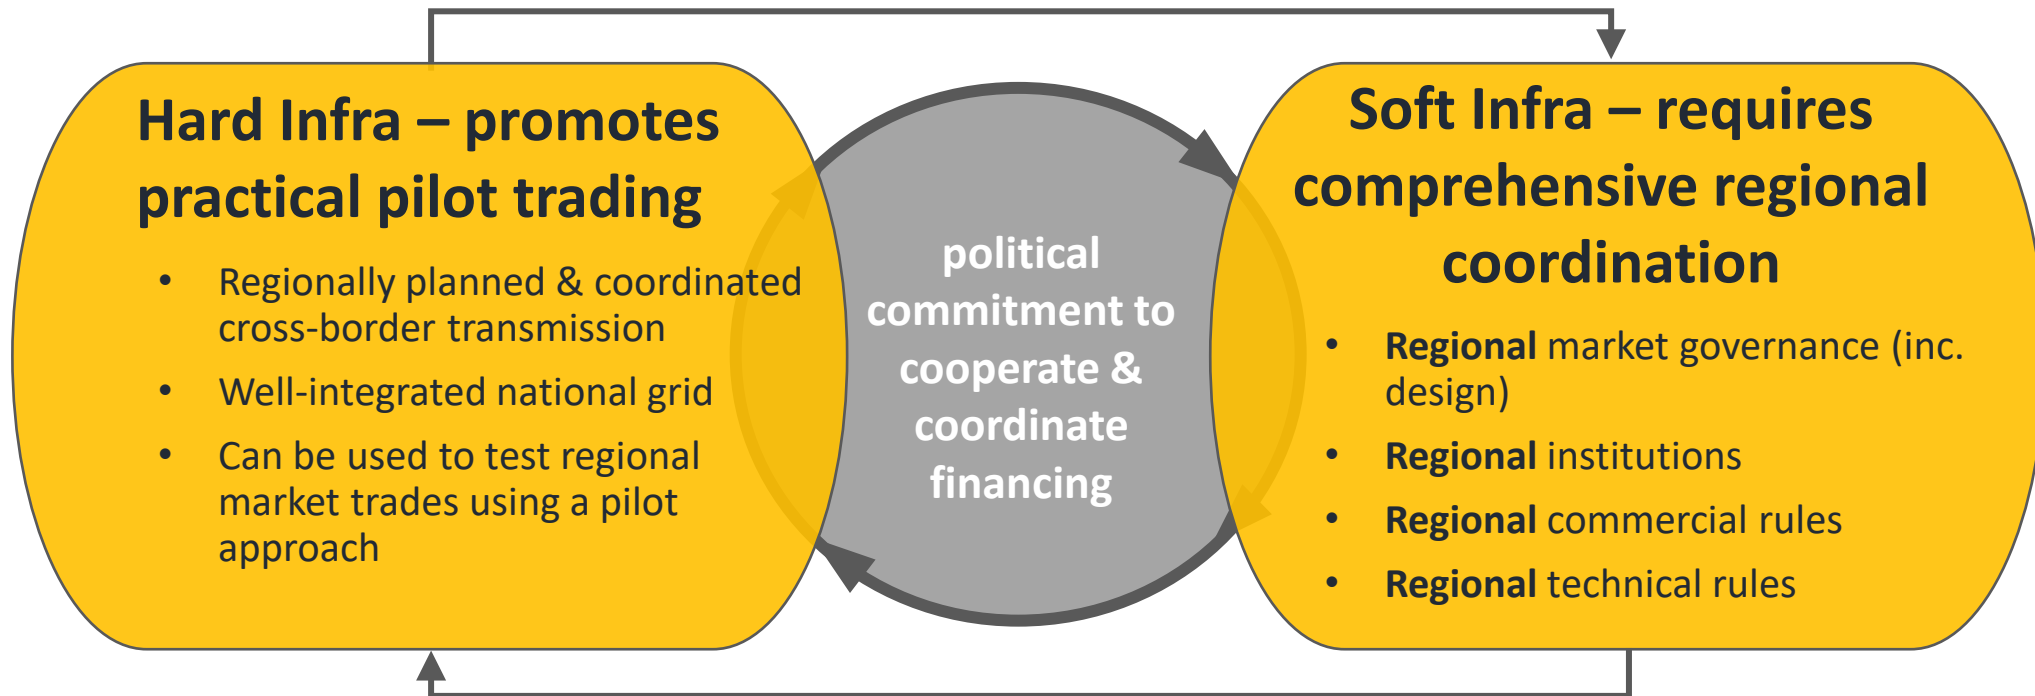 Hard Infra – promotes
practical pilot trading
• Regionally planned & coordinated
cross-border transmission
• Well-integrated national grid
• Can be used to test regional
market trades using a pilot
approach
political
commitment to
cooperate &
coordinate
financing
Soft Infra – requires
comprehensive regional
coordination
• Regional market governance (inc.
design)
• Regional institutions
• Regional commercial rules
• Regional technical rules